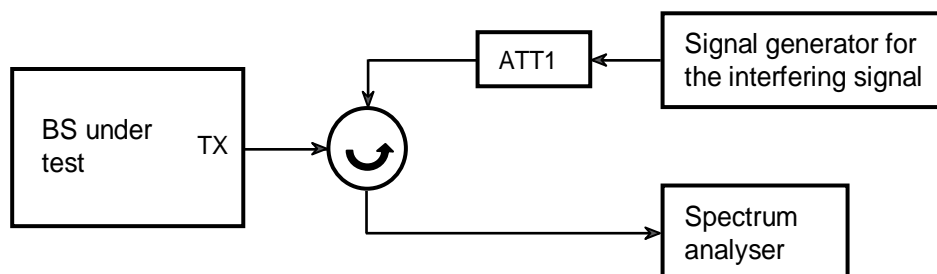 BS under
test
TX
ATT1
Signal generator for
the interfering signal
Spectrum
analyser